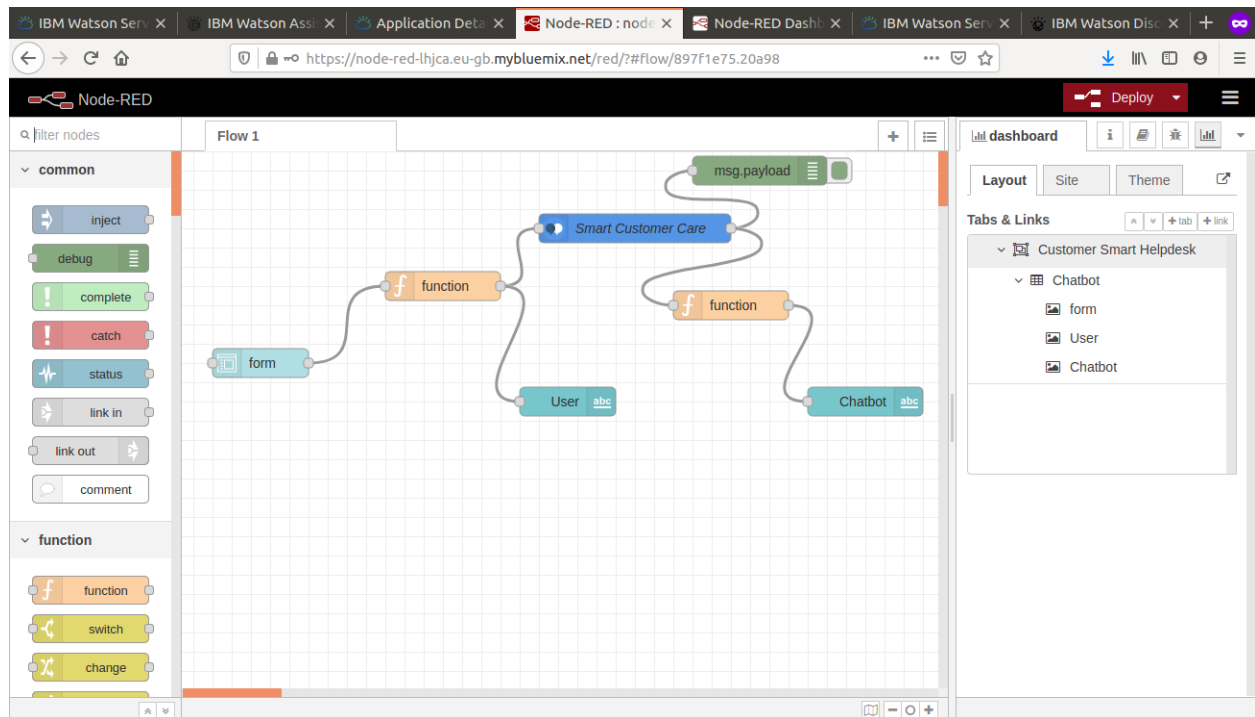 IBM Watson Serv
IBM Watson Assi
Application Deta
Node-RED : node
Node-RED Dashb
IBM Watson Serv
IBM Watson Disc
https://node-red-lhjca.eu-gb.mybluemix.net/red/?#flow/897f1e75.20a98
Node-RED
Deploy
filter nodes
Flow 1
dashboard
i
common
inject
debug
complete
catch
status
link in
link out
comment
function
function
switch
change
msg.payload
Smart Customer Care
function
function
form
User abc
Chatbot abc
Layout
Site
Theme
Tabs & Links
+ tab
+ link
Customer Smart Helpdesk
Chatbot
form
User
Chatbot